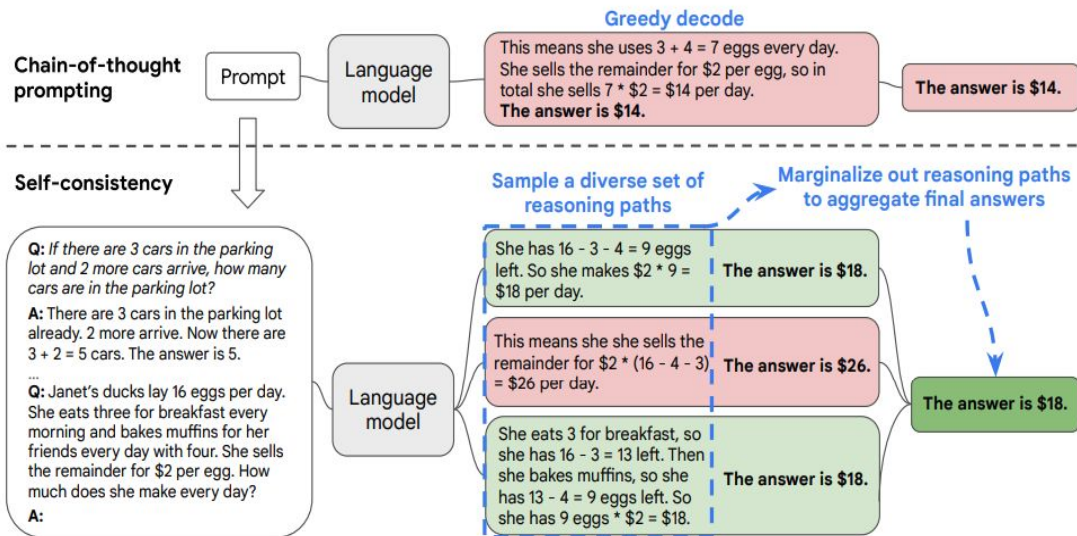 Greedy decode
Chain-of-thought
prompting
Prompt
Language
model
This means she uses 3 + 4 = 7 eggs every day.
She sells the remainder for $2 per egg, so in
total she sells 7 * $2 = $14 per day.
The answer is $14.
The answer is $14.
Self-consistency
Sample a diverse set of
reasoning paths
Marginalize out reasoning paths
to aggregate final answers
Q: If there are 3 cars in the parking
lot and 2 more cars arrive, how many
cars are in the parking lot?
A: There are 3 cars in the parking lot
already. 2 more arrive. Now there are
3 + 2 = 5 cars. The answer is 5.
...
Q: Janet's ducks lay 16 eggs per day.
She eats three for breakfast every
morning and bakes muffins for her
friends every day with four. She sells
the remainder for $2 per egg. How
much does she make every day?
A:
Language
model
She has 16 - 3 - 4 = 9 eggs
left. So she makes $2 * 9 =
$18 per day.
The answer is $18.
This means she she sells the
remainder for $2 * (16 - 4 - 3)
= $26 per day.
The answer is $26.
She eats 3 for breakfast, so
she has 16 - 3 = 13 left. Then
she bakes muffins, so she
has 13 - 4 = 9 eggs left. So
she has 9 eggs * $2 = $18.
The answer is $18.
The answer is $18.